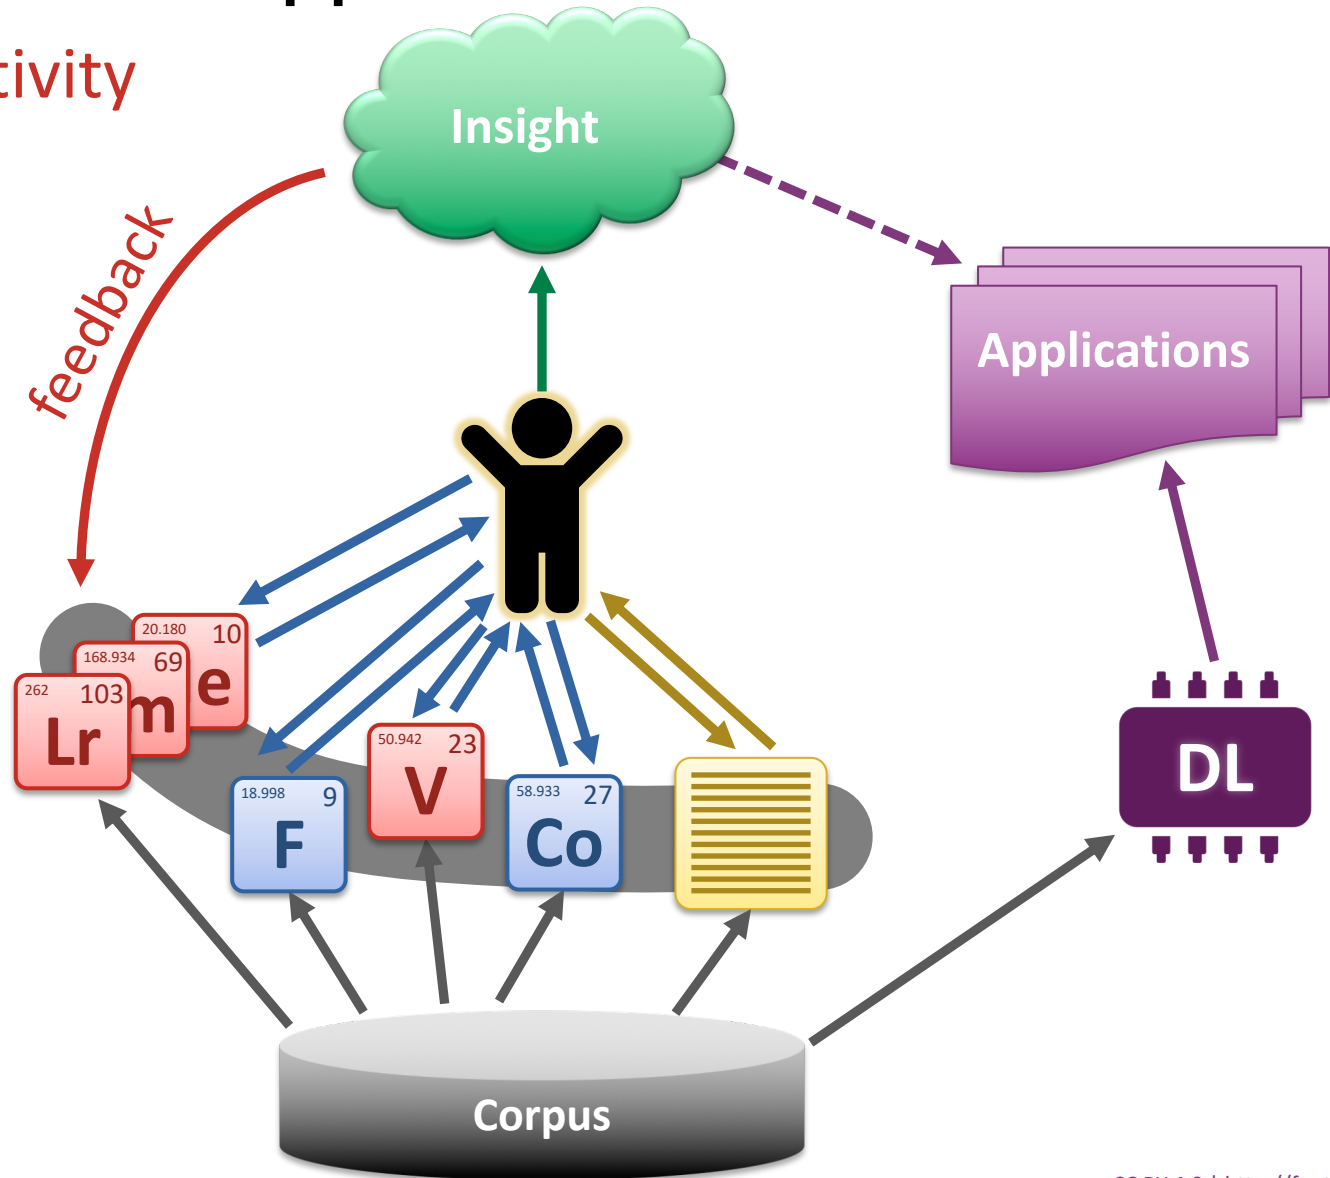 tivity
Insight
feedback
Applications
20.180 10
e
168.934 69
m
262 103
Lr
50.942 23
V
18.998 9
F
58.933 27
Co
DL
Corpus